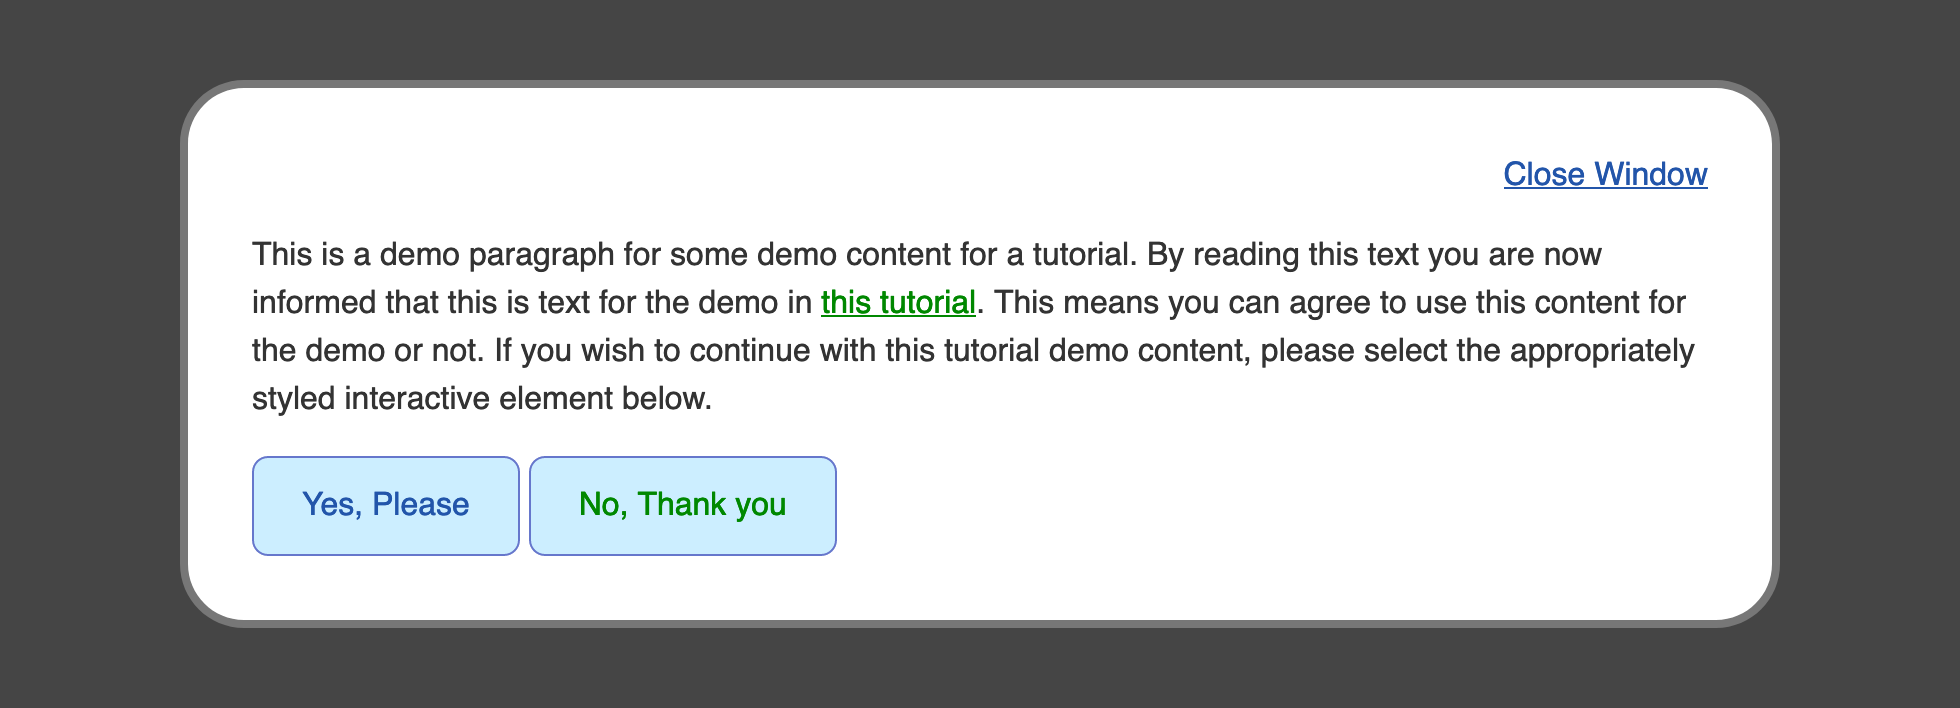 Close Window
This is a demo paragraph for some demo content for a tutorial. By reading this text you are now
informed that this is text for the demo in this tutorial. This means you can agree to use this content for
the demo or not. If you wish to continue with this tutorial demo content, please select the appropriately
styled interactive element below.
Yes, Please
No, Thank you